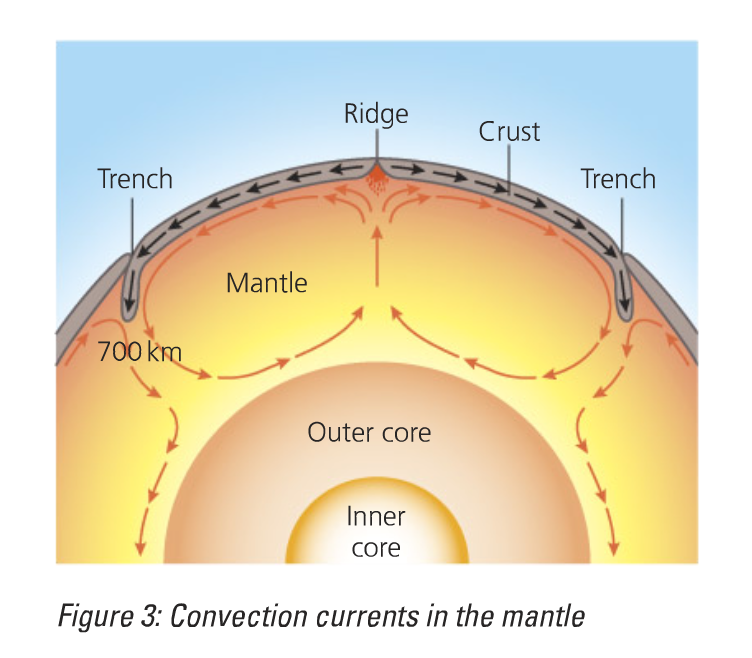 Ridge
Crust
Trench
Trench
Mantle
700 km
Outer core
Inner
core
Figure 3: Convection currents in the mantle